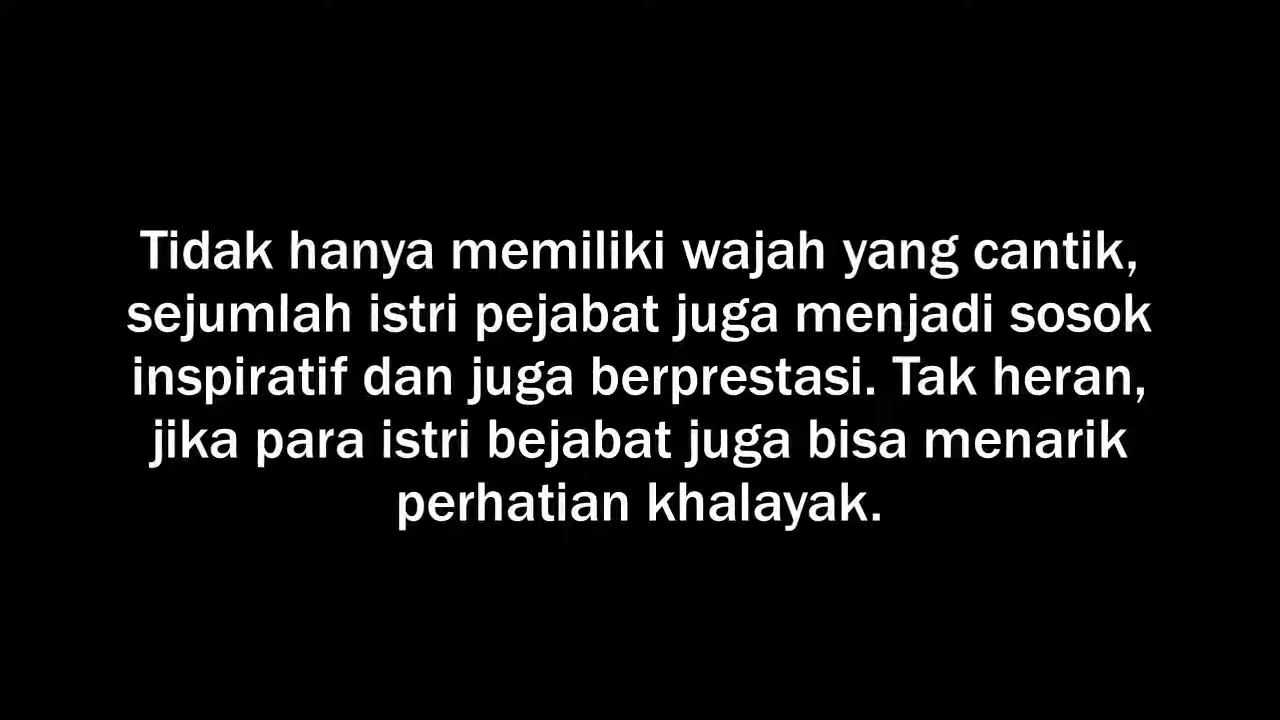 Tidak hanya memiliki wajah yang cantik,
sejumlah istri pejabat juga menjadi sosok
inspiratif dan juga berprestasi. Tak heran,
jika para istri bejabat juga bisa menarik
perhatian khalayak.